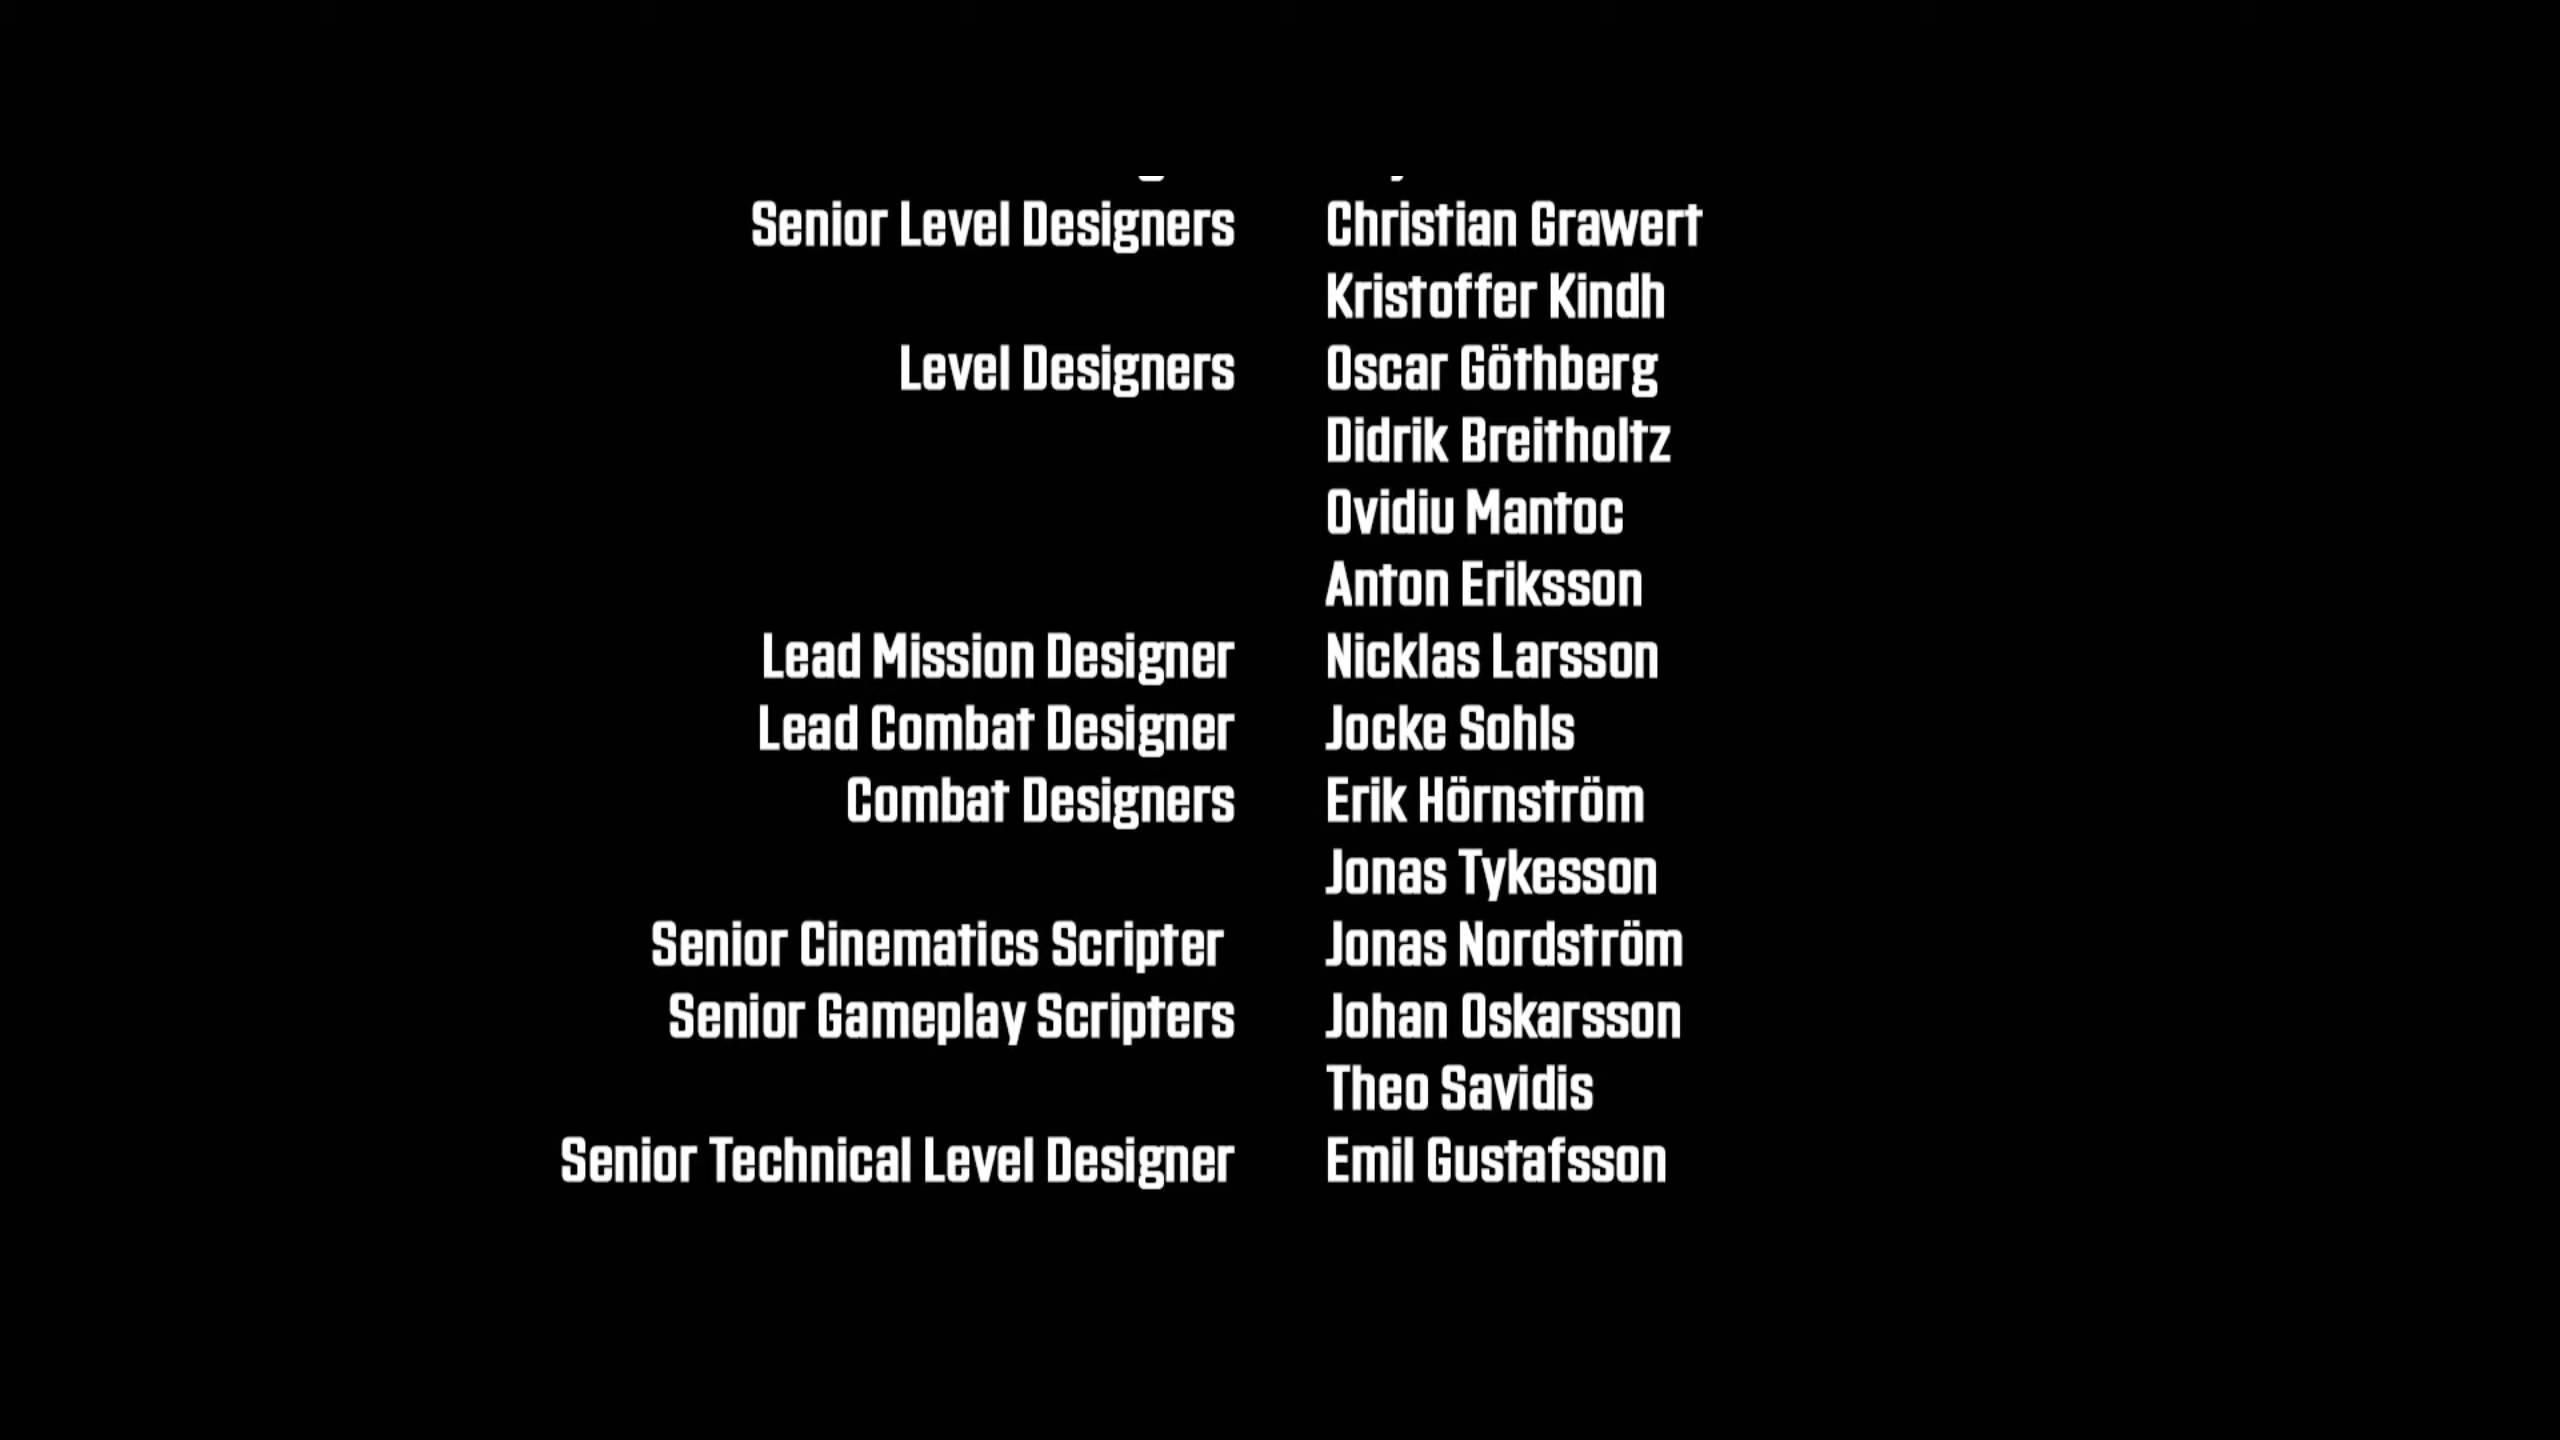 Senior Level Designers Christian Grawert
Kristoffer Kindh
Level Designers Oscar Göthberg
Didrik Breitholtz
Ovidiu Mantoc
Anton Eriksson
Lead Mission Designer Nicklas Larsson
Lead Combat Designer Jocke Sohls
Combat Designers Erik Hörnström
Jonas Tykesson
Senior Cinematics Scripter Jonas Nordström
Senior Gameplay Scripters Johan Oskarsson
Theo Savidis
Senior Technical Level Designer Emil Gustafsson